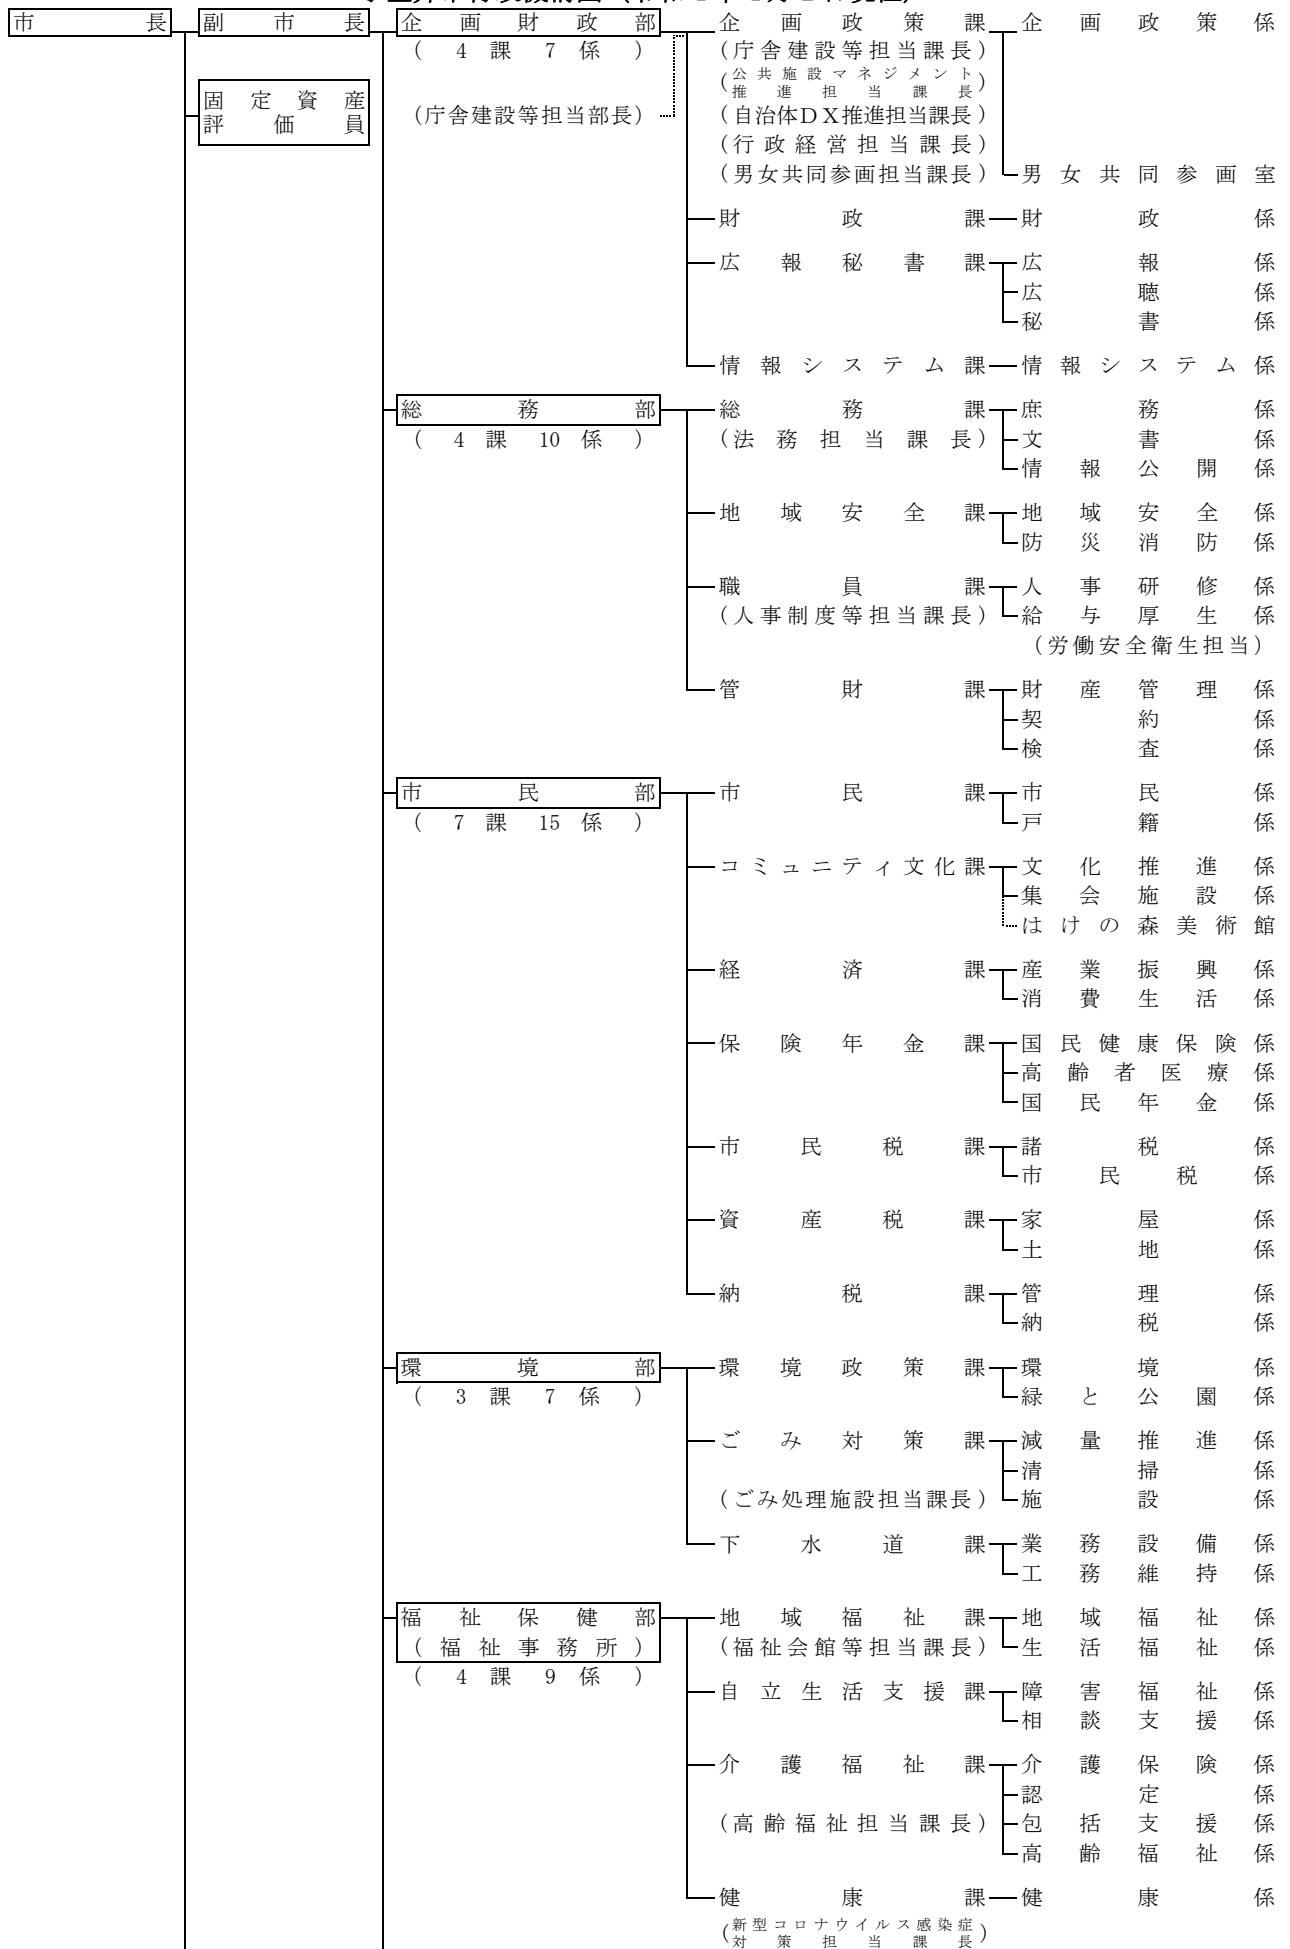 市長 副市長 企画財政部 企画政策課 企画政策係
(4課7係) (庁舎建設等担当課長)
(公共施設マネジメント推進担当課長)
固定資産評価員 (庁舎建設等担当部長) (自治体DX推進担当課長)
(行政経営担当課長)
(男女共同参画担当課長) 男女共同参画室
財政課 財政係
広報秘書課 広報係
広聴係
秘書係
情報システム課 情報システム係
総務部 総務課 庶務係
(4課10係) (法務担当課長) 文書係
情報公開係
地域安全課 地域安全係
防災消防係
職員課 人事研修係
(人事制度等担当課長) 給与厚生係
(労働安全衛生担当)
管財課 財産管理係
契約係
検査係
市民部 市民課 市民係
(7課15係) 戸籍係
コミュニティ文化課 文化推進係
集会施設係
はけの森美術館
経済課 産業振興係
消費生活係
保険年金課 国民健康保険係
高齢者医療係
国民年金係
市民税課 諸税係
市民税係
資産税課 家屋係
土地係
納税課 管理係
納税係
環境部 環境政策課 環境係
(3課7係) 緑と公園係
ごみ対策課 減量推進係
清掃係
(ごみ処理施設担当課長) 施設係
下水道課 業務設備係
工務維持係
福祉保健部 地域福祉課 地域福祉係
(福祉事務所) (福祉会館等担当課長) 生活福祉係
(4課9係)
自立生活支援課 障害福祉係
相談支援係
介護福祉課 介護保険係
認定係
(高齢福祉担当課長) 包括支援係
高齢福祉係
健康課 健康係
(新型コロナウイルス感染症対策担当課長)